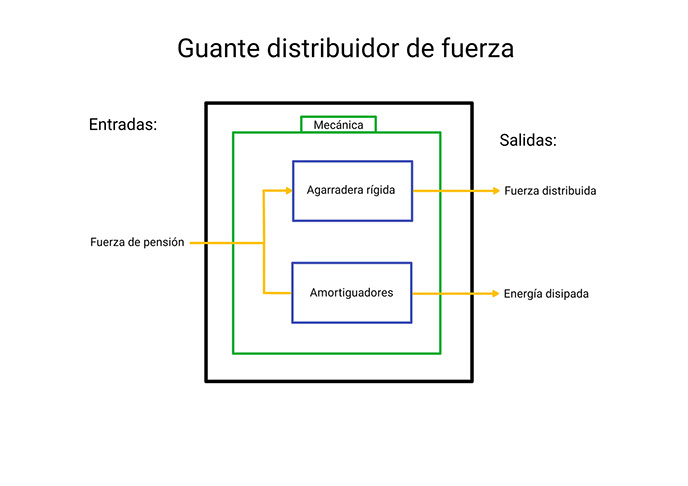 Guante distribuidor de fuerza
Entradas:
Mecánica
Salidas:
Agarradera rígida
Fuerza distribuida
Fuerza de pensión
Amortiguadores
Energía disipada